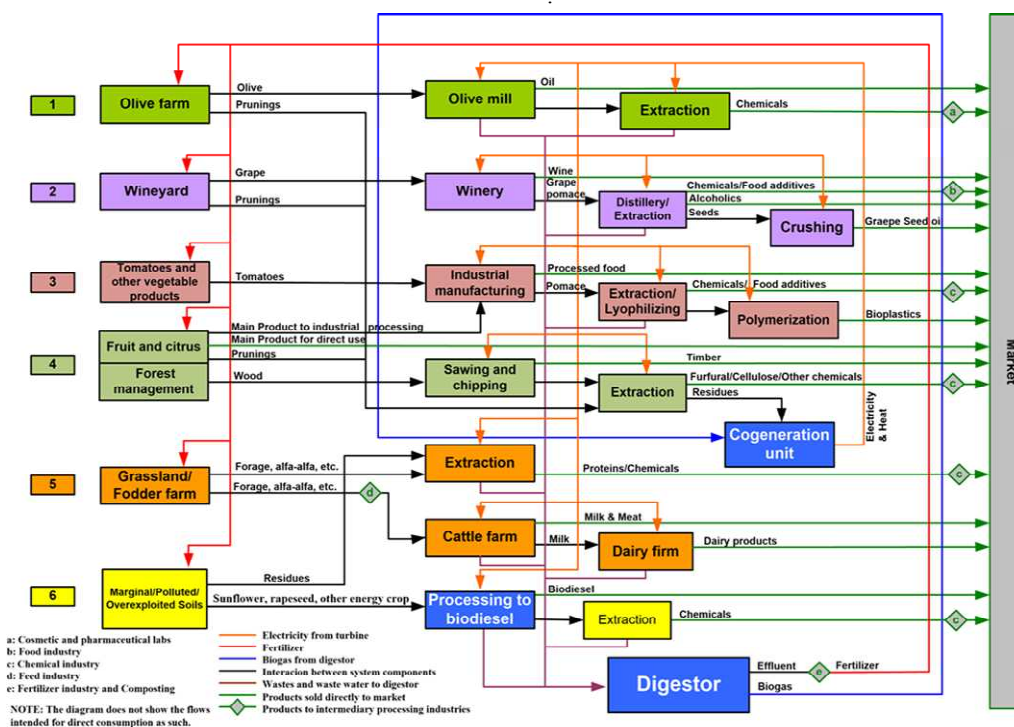 1
Olive farm
Olive
Prunings
Olive mill
Oil
Extraction
Chemicals
a
2
Wineyard
Grape
Prunings
Winery
Wine
Grape
pomace
Distillery/
Extraction
Chemicals/Food additives
Alcoholics
Seeds
Crushing
Graepe Seed oi
b
3
Tomatoes and
other vegetable
products
Tomatoes
Industrial
manufacturing
Processed food
Pomace
Extraction/
Lyophilizing
Chemicals/ Food additives
c
Polymerization
Bioplastics
4
Fruit and citrus
Forest
management
Main Product to industrial processing
Main Product for direct use
Prunings
Wood
Sawing and
chipping
Timber
Extraction
Furfural/Cellulose/Other chemicals
Residues
c
Cogeneration
unit
Electricity
& Heat
Market
5
Grassland/
Fodder farm
Forage, alfa-alfa, etc.
Forage, alfa-alfa, etc.
d
Extraction
Proteins/Chemicals
c
Cattle farm
Milk & Meat
Milk
Dairy firm
Dairy products
6
Marginal/Polluted/
Overexploited Soils
Residues
Sunflower, rapeseed, other energy crop
Processing to
biodiesel
Biodiesel
Extraction
Chemicals
c
Digestor
Effluent
e
Fertilizer
Biogas
a: Cosmetic and pharmaceutical labs
b: Food industry
c: Chemical industry
d: Feed industry
e: Fertilizer industry and Composting
NOTE: The diagram does not show the flows
intended for direct consumption as such.
Electricity from turbine
Fertilizer
Biogas from digestor
Interacion between system components
Wastes and waste water to digestor
Products sold directly to market
Products to intermediary processing industries